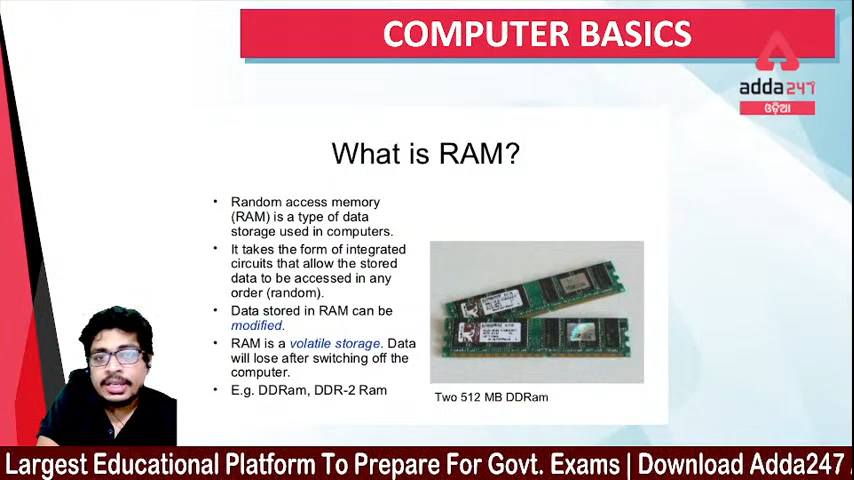 COMPUTER BASICS
adda247
ଓଡ଼ିଆ
What is RAM?
• Random access memory
(RAM) is a type of data
storage used in computers.
• It takes the form of integrated
circuits that allow the stored
data to be accessed in any
order (random).
• Data stored in RAM can be
modified.
• RAM is a volatile storage. Data
will lose after switching off the
computer.
• E.g. DDRam, DDR-2 Ram
Two 512 MB DDRam
Largest Educational Platform To Prepare For Govt. Exams | Download Adda247